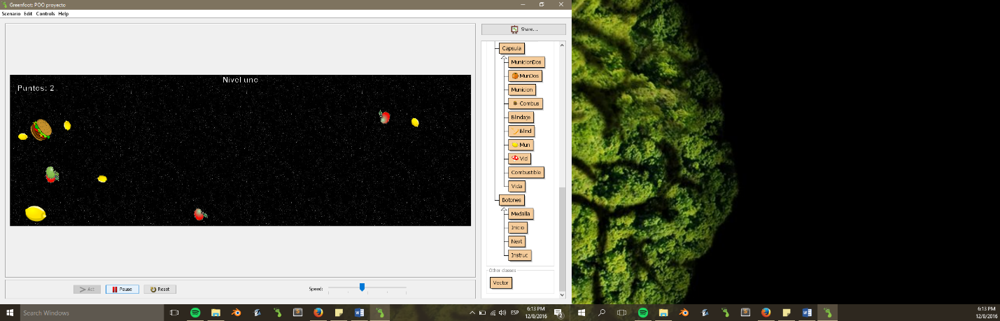 Greenfoot: POO proyecto
Scenario Edit Controls Help
Share...
Nivel uno
Puntos: 2
Capsula
MunicionDos
MunDos
Municion
Combus
Blindaje
Blind
Mun
Vid
Combustible
Vida
Botones
Medalla
Inicio
Next
Instruc
Other classes
Vector
Act
Pause
Reset
Speed:
Search Windows
ESP
6:13 PM
12/8/2016
2
6:13 PM
12/8/2016